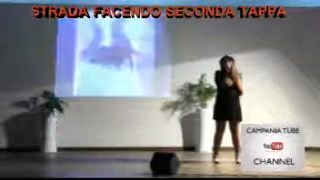 STRADA FACENDO SECONDA TAPPA
CAMPANIA TUBE
YouTube
CHANNEL